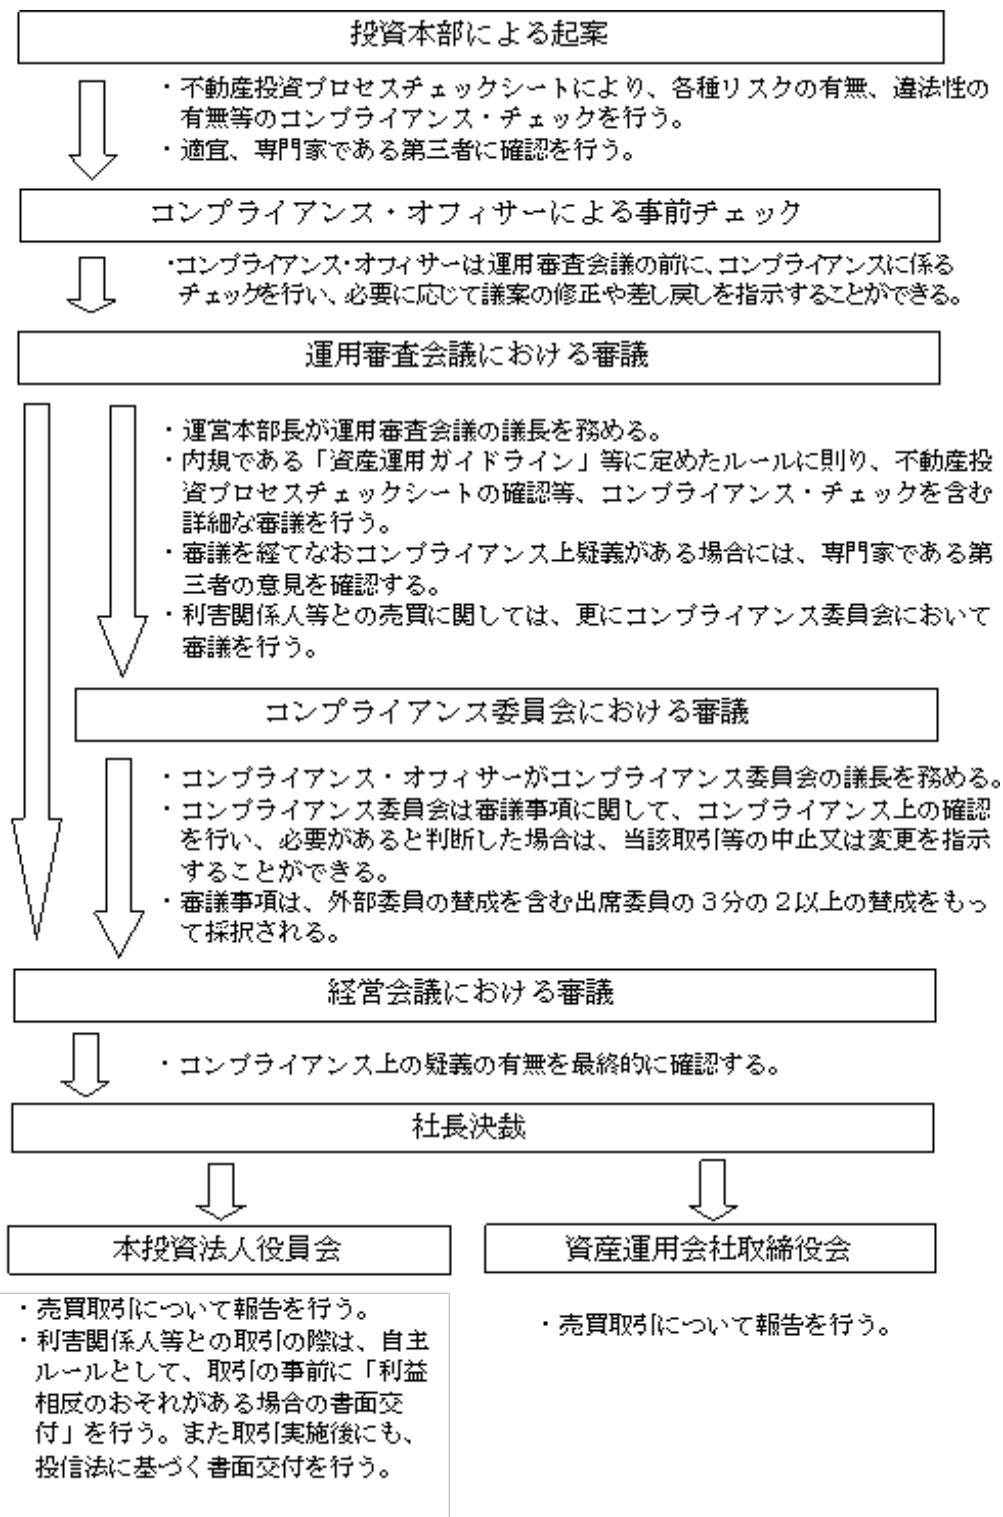 投資本部による起案
・不動産投資プロセスチェックシートにより、各種リスクの有無、違法性の
有無等のコンプライアンス・チェックを行う。
・適宜、専門家である第三者に確認を行う。
コンプライアンス・オフィサーによる事前チェック
・コンプライアンス・オフィサーは運用審査会議の前に、コンプライアンスに係る
チェックを行い、必要に応じて議案の修正や差し戻しを指示することができる。
運用審査会議における審議
・運営本部長が運用審査会議の議長を務める。
・内規である「資産運用ガイドライン」等に定めたルールに則り、不動産投
資プロセスチェックシートの確認等、コンプライアンス・チェックを含む
詳細な審議を行う。
・審議を経てなおコンプライアンス上疑義がある場合には、専門家である第
三者の意見を確認する。
・利害関係人等との売買に関しては、更にコンプライアンス委員会において
審議を行う。
コンプライアンス委員会における審議
・コンプライアンス・オフィサーがコンプライアンス委員会の議長を務める。
・コンプライアンス委員会は審議事項に関して、コンプライアンス上の確認
を行い、必要があると判断した場合は、当該取引等の中止又は変更を指示
することができる。
・審議事項は、外部委員の賛成を含む出席委員の３分の２以上の賛成をもっ
て採択される。
経営会議における審議
・コンプライアンス上の疑義の有無を最終的に確認する。
社長決裁
本投資法人役員会
資産運用会社取締役会
・売買取引について報告を行う。
・利害関係人等との取引の際は、自主
ルールとして、取引の事前に「利益
相反のおそれがある場合の書面交
付」を行う。また取引実施後にも、
投信法に基づく書面交付を行う。
・売買取引について報告を行う。